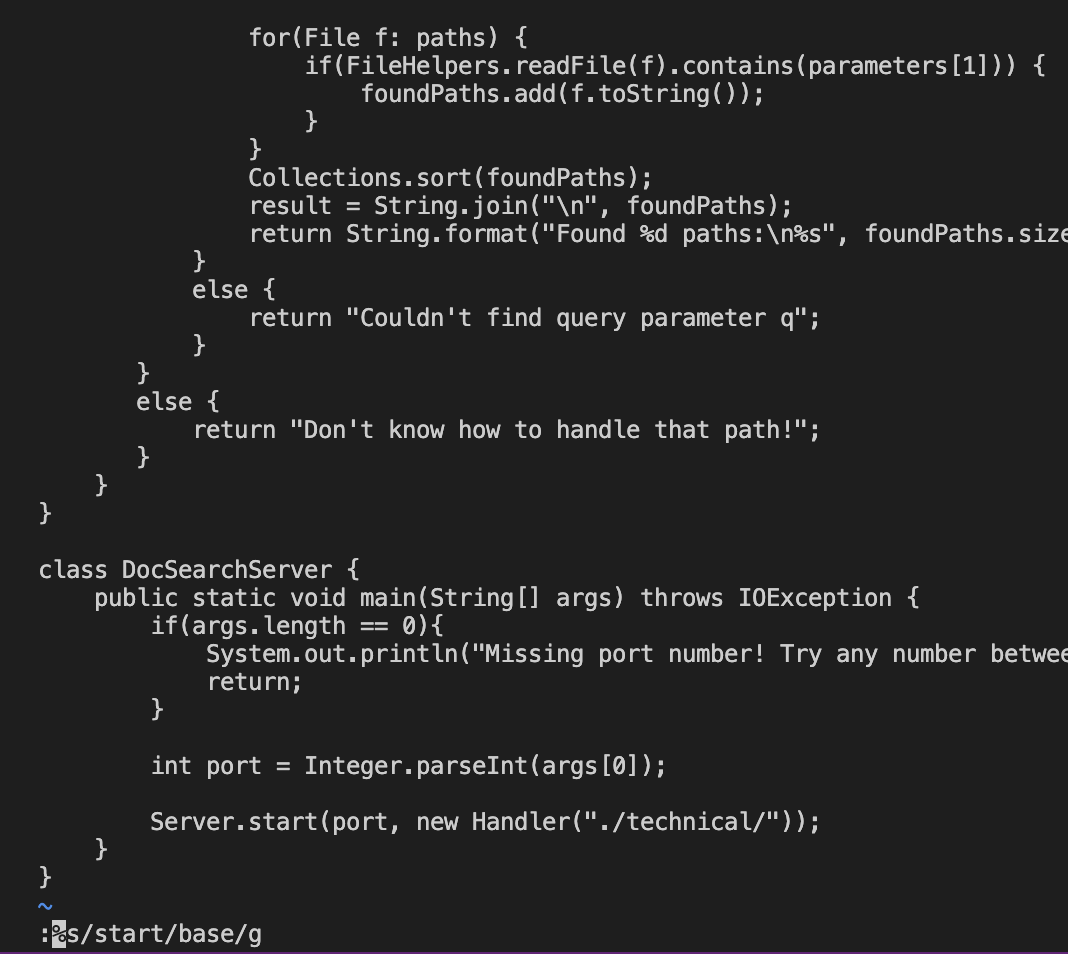 for(File f: paths) {
                    if(FileHelpers.readFile(f).contains(parameters[1])) {
                        foundPaths.add(f.toString());
                    }
                }
                Collections.sort(foundPaths);
                result = String.join("\n", foundPaths);
                return String.format("Found %d paths:\n%s", foundPaths.size
            }
            else {
                return "Couldn't find query parameter q";
            }
        }
        else {
            return "Don't know how to handle that path!";
        }
     }
}

class DocSearchServer {
    public static void main(String[] args) throws IOException {
        if(args.length == 0){
            System.out.println("Missing port number! Try any number betwee
            return;
        }

        int port = Integer.parseInt(args[0]);

        Server.start(port, new Handler("./technical/"));
    }
}
~
:%s/start/base/g